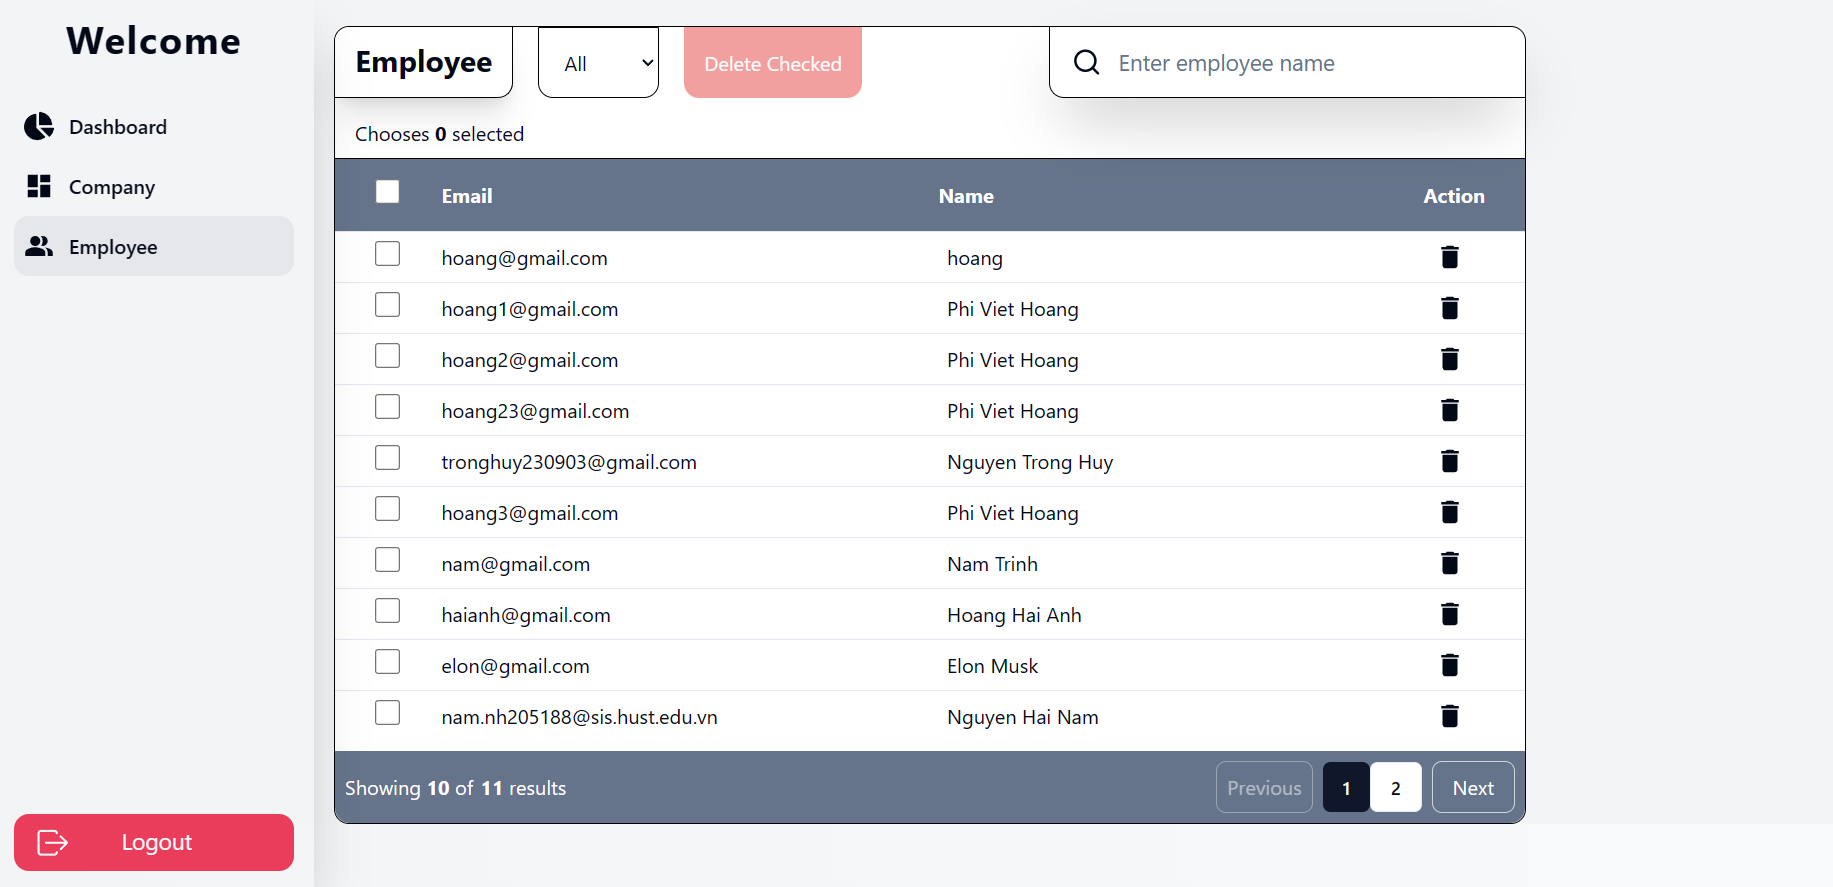 Welcome
Dashboard
Company
Employee
Logout
Employee
All
Delete Checked
Enter employee name
Chooses 0 selected
Email Name Action
hoang@gmail.com hoang
hoang1@gmail.com Phi Viet Hoang
hoang2@gmail.com Phi Viet Hoang
hoang23@gmail.com Phi Viet Hoang
tronghuy230903@gmail.com Nguyen Trong Huy
hoang3@gmail.com Phi Viet Hoang
nam@gmail.com Nam Trinh
haianh@gmail.com Hoang Hai Anh
elon@gmail.com Elon Musk
nam.nh205188@sis.hust.edu.vn Nguyen Hai Nam
Showing 10 of 11 results
Previous 1 2 Next